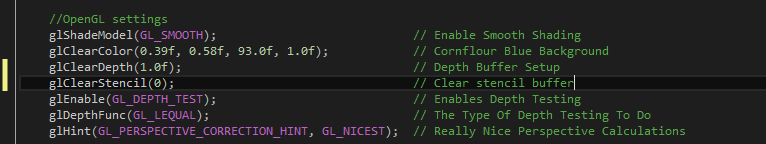 //OpenGL settings
glShadeModel(GL_SMOOTH); // Enable Smooth Shading
glClearColor(0.39f, 0.58f, 93.0f, 1.0f); // Cornflour Blue Background
glClearDepth(1.0f); // Depth Buffer Setup
glClearStencil(0); // Clear stencil buffer
glEnable(GL_DEPTH_TEST); // Enables Depth Testing
glDepthFunc(GL_LEQUAL); // The Type Of Depth Testing To Do
glHint(GL_PERSPECTIVE_CORRECTION_HINT, GL_NICEST); // Really Nice Perspective Calculations